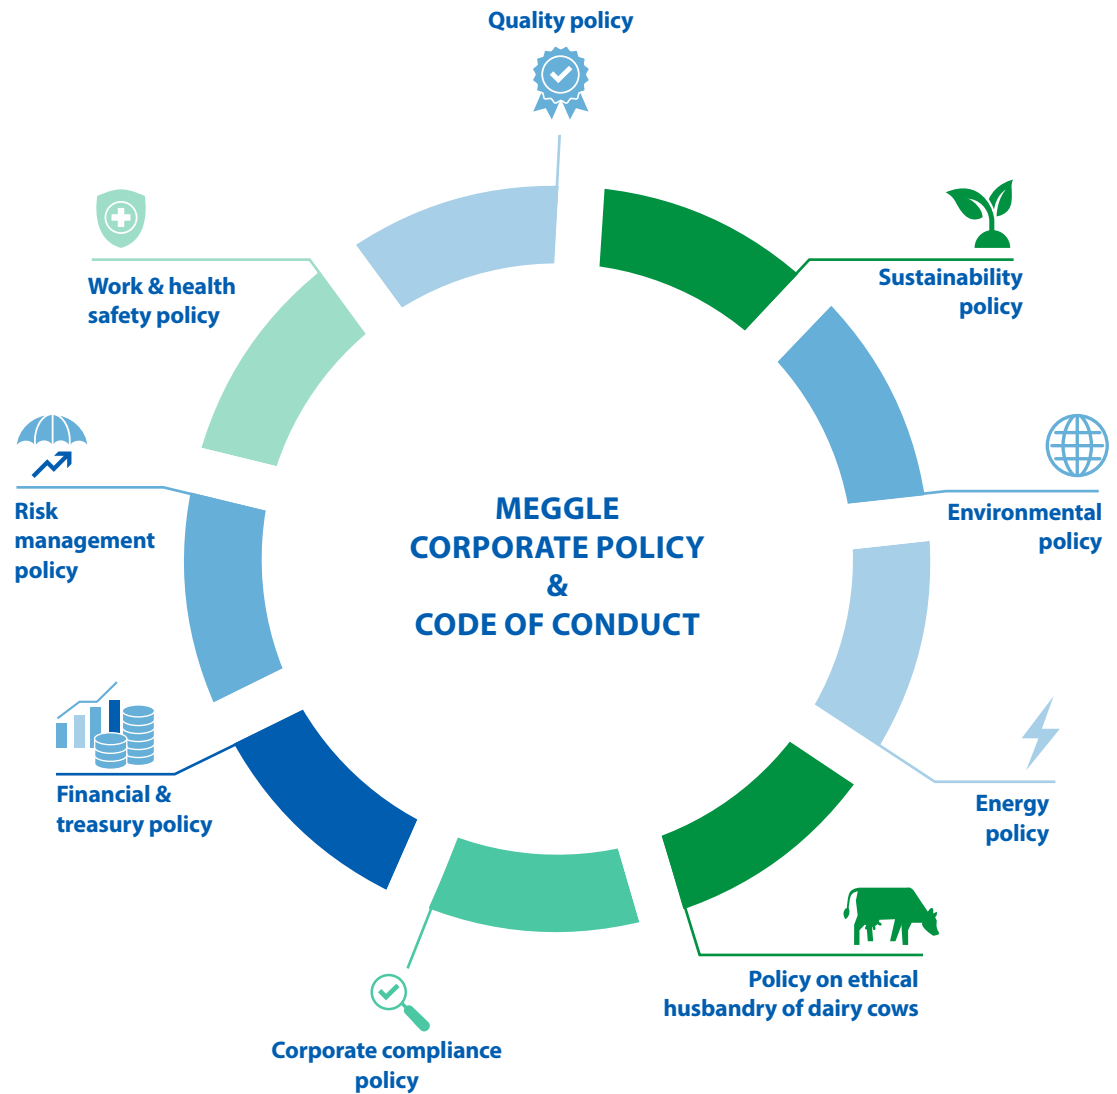 Quality policy
Sustainability
policy
Environmental
policy
Energy
policy
Policy on ethical
husbandry of dairy cows
Corporate compliance
policy
Financial &
treasury policy
Risk
management
policy
Work & health
safety policy
MEGGLE
CORPORATE POLICY
&
CODE OF CONDUCT